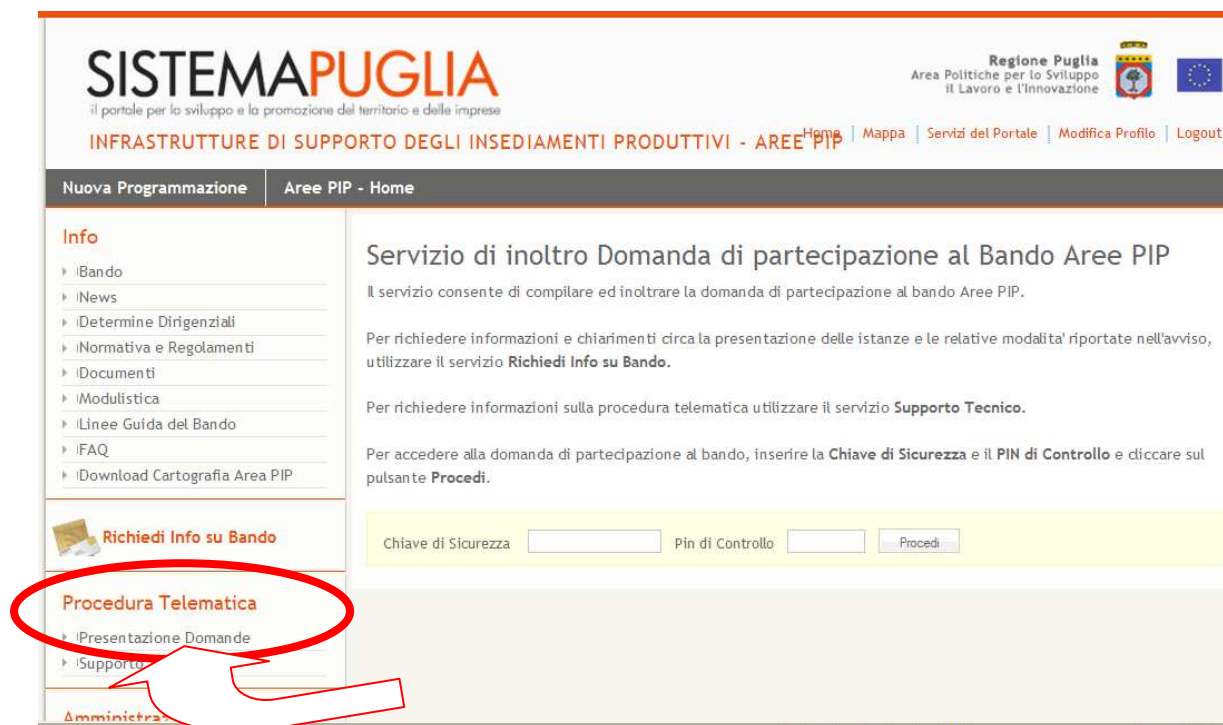 SISTEMAPUGLIA
il portale per lo sviluppo e la promozione del territorio e delle imprese
Regione Puglia
Area Politiche per lo Sviluppo
il Lavoro e l'Innovazione
INFRASTRUTTURE DI SUPPORTO DEGLI INSEDIAMENTI PRODUTTIVI - AREE PIP
Home | Mappa | Servizi del Portale | Modifica Profilo | Logout
Nuova Programmazione
Aree PIP - Home
Info
Bando
News
Determine Dirigenziali
Normativa e Regolamenti
Documenti
Modulistica
Linee Guida del Bando
FAQ
Download Cartografia Area PIP
Richiedi Info su Bando
Procedura Telematica
Presentazione Domande
Supporto
Servizio di inoltro Domanda di partecipazione al Bando Aree PIP
Il servizio consente di compilare ed inoltrare la domanda di partecipazione al bando Aree PIP.
Per richiedere informazioni e chiarimenti circa la presentazione delle istanze e le relative modalita' riportate nell'avviso,
utilizzare il servizio Richiedi Info su Bando.
Per richiedere informazioni sulla procedura telematica utilizzare il servizio Supporto Tecnico.
Per accedere alla domanda di partecipazione al bando, inserire la Chiave di Sicurezza e il PIN di Controllo e cliccare sul
pulsante Procedi.
Chiave di Sicurezza
Pin di Controllo
Procedi